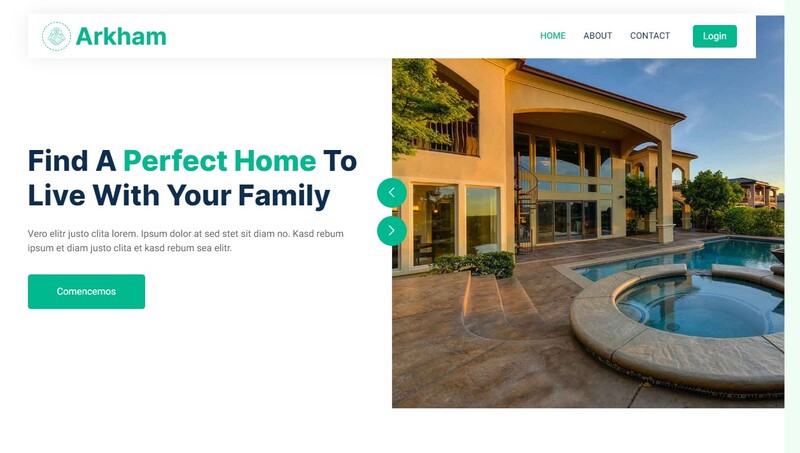 Arkham
HOME ABOUT CONTACT Login
Find A Perfect Home To
Live With Your Family
Vero elitr justo clita lorem. Ipsum dolor at sed stet sit diam no. Kasd rebum
ipsum et diam justo clita et kasd rebum sea elitr.
Comencemos